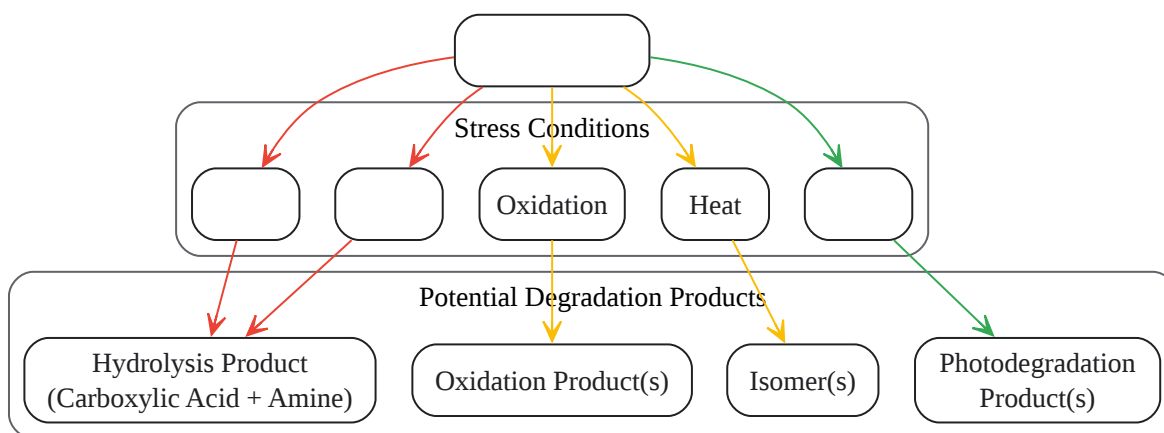 Stress Conditions
Oxidation
Heat
Potential Degradation Products
Hydrolysis Product
(Carboxylic Acid + Amine)
Oxidation Product(s)
Isomer(s)
Photodegradation
Product(s)